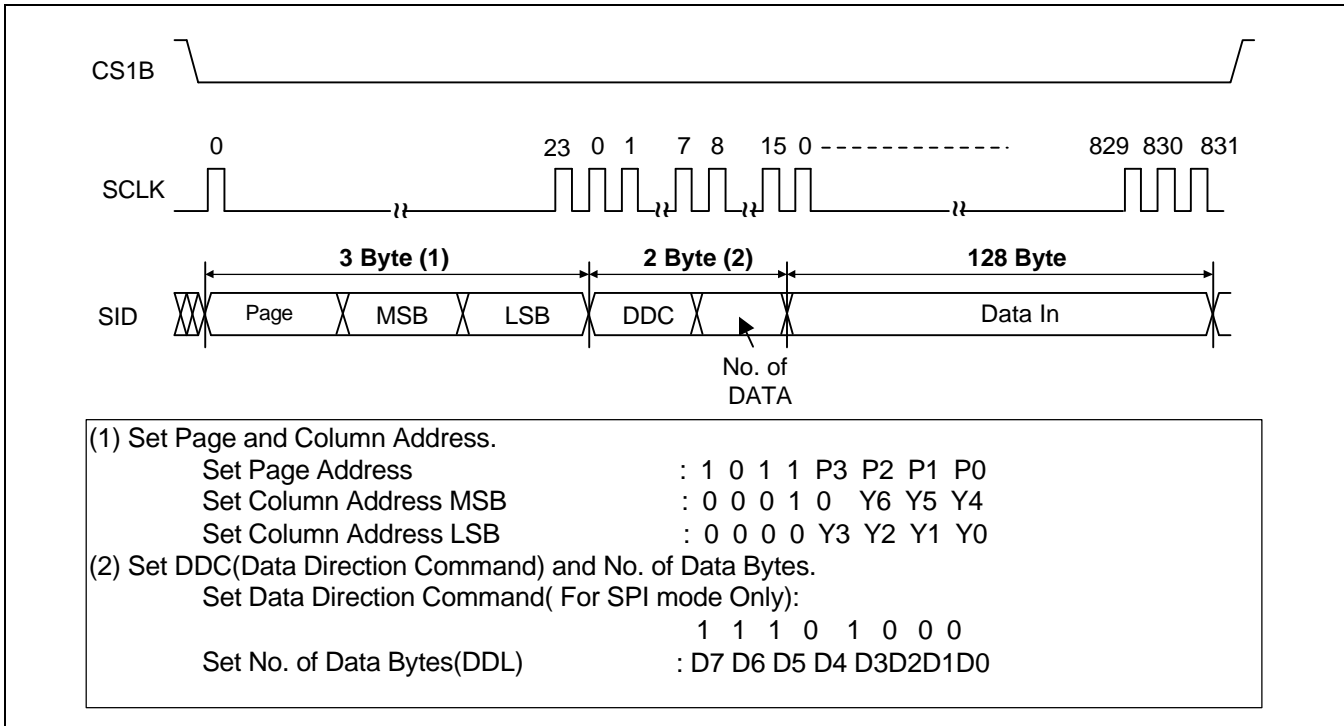 CS1B
0 23 0 1 7 8 15 0 829 830 831
SCLK
3 Byte (1) 2 Byte (2) 128 Byte
SID Page MSB LSB DDC Data In
No. of
DATA
(1) Set Page and Column Address.
Set Page Address : 1 0 1 1 P3 P2 P1 P0
Set Column Address MSB : 0 0 0 1 0 Y6 Y5 Y4
Set Column Address LSB : 0 0 0 0 Y3 Y2 Y1 Y0
(2) Set DDC(Data Direction Command) and No. of Data Bytes.
Set Data Direction Command( For SPI mode Only):
1 1 1 0 1 0 0 0
Set No. of Data Bytes(DDL) : D7 D6 D5 D4 D3D2D1D0